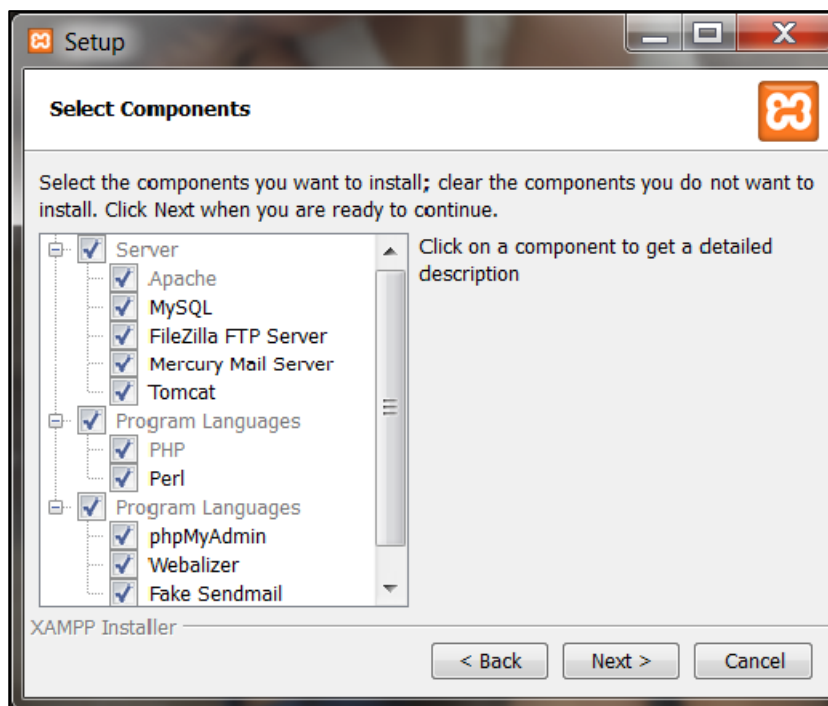 Setup
Select Components
Select the components you want to install; clear the components you do not want to
install. Click Next when you are ready to continue.
Server
Apache
MySQL
FileZilla FTP Server
Mercury Mail Server
Tomcat
Program Languages
PHP
Perl
Program Languages
phpMyAdmin
Webalizer
Fake Sendmail
Click on a component to get a detailed
description
XAMPP Installer
< Back
Next >
Cancel